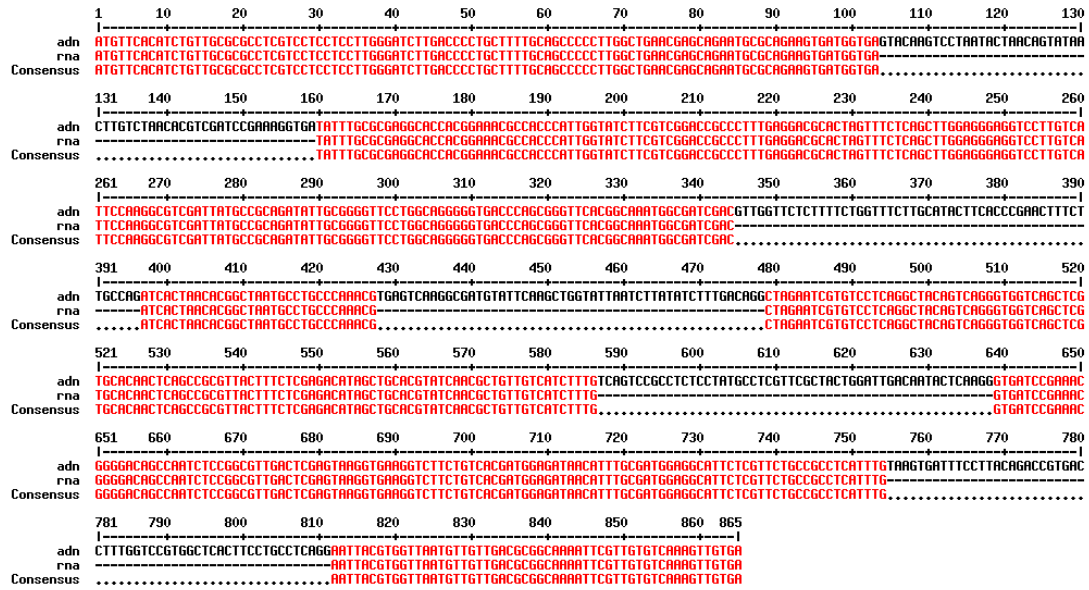 1 10 20 30 40 50 60 70 80 90 100 110 120 130
|---------+---------+---------+---------+---------+---------+---------+---------+---------+---------+---------+---------+---------|
adn ATGTTCACATCTGTTGCGCGCCTCGTCCTCCTCCTTGGGATCTTGACCCCTGCTTTTGCAGCCCCCTTGGCTGAACGAGCAGAATGCGCAGAAGTGATGGTGAGTACAAGTCCTAATACTAACAGTATAG
rna ATGTTCACATCTGTTGCGCGCCTCGTCCTCCTCCTTGGGATCTTGACCCCTGCTTTTGCAGCCCCCTTGGCTGAACGAGCAGAATGCGCAGAAGTGATGGTGA---------------------------
Consensus ATGTTCACATCTGTTGCGCGCCTCGTCCTCCTCCTTGGGATCTTGACCCCTGCTTTTGCAGCCCCCTTGGCTGAACGAGCAGAATGCGCAGAAGTGATGGTGA...........................
131 140 150 160 170 180 190 200 210 220 230 240 250 260
|---------+---------+---------+---------+---------+---------+---------+---------+---------+---------+---------+---------+---------|
adn CTTGTCTAACACGTCGATCCGAAAGGTGATATTTGCGCGAGGCACCACGGAAACGCCACCCATTGGTATCTTCGTCGGACCGCCCTTTGAGGACGCACTAGTTTCTCAGCTTGGAGGGAGGTCCTTGTCA
rna -----------------------------TATTTGCGCGAGGCACCACGGAAACGCCACCCATTGGTATCTTCGTCGGACCGCCCTTTGAGGACGCACTAGTTTCTCAGCTTGGAGGGAGGTCCTTGTCA
Consensus .............................TATTTGCGCGAGGCACCACGGAAACGCCACCCATTGGTATCTTCGTCGGACCGCCCTTTGAGGACGCACTAGTTTCTCAGCTTGGAGGGAGGTCCTTGTCA
261 270 280 290 300 310 320 330 340 350 360 370 380 390
|---------+---------+---------+---------+---------+---------+---------+---------+---------+---------+---------+---------+---------|
adn TTCCAAGGCGTCGATTATGCCGCAGATATTGCGGGGTTCCTGGCAGGGGGTGACCCAGCGGGTTCACGGCAAATGGCGATCGACGTTGGTTCTCTTTTCTGGTTTCTTGCATACTTCACCCGAACTTTCT
rna TTCCAAGGCGTCGATTATGCCGCAGATATTGCGGGGTTCCTGGCAGGGGGTGACCCAGCGGGTTCACGGCAAATGGCGATCGAC----------------------------------------------
Consensus TTCCAAGGCGTCGATTATGCCGCAGATATTGCGGGGTTCCTGGCAGGGGGTGACCCAGCGGGTTCACGGCAAATGGCGATCGAC..............................................
391 400 410 420 430 440 450 460 470 480 490 500 510 520
|---------+---------+---------+---------+---------+---------+---------+---------+---------+---------+---------+---------+---------|
adn TGCCAGATCACTAACACGGCTAATGCCTGCCCAAACGTGAGTCAAGGCGATGTATTCAAGCTGGTATTAATCTTATATCTTTGACAGGCTAGAATCGTGTCCTCAGGCTACAGTCAGGGTGGTCAGCTCG
rna ------ATCACTAACACGGCTAATGCCTGCCCAAACG---------------------------------------------------CTAGAATCGTGTCCTCAGGCTACAGTCAGGGTGGTCAGCTCG
Consensus ......ATCACTAACACGGCTAATGCCTGCCCAAACG...................................................CTAGAATCGTGTCCTCAGGCTACAGTCAGGGTGGTCAGCTCG
521 530 540 550 560 570 580 590 600 610 620 630 640 650
|---------+---------+---------+---------+---------+---------+---------+---------+---------+---------+---------+---------+---------|
adn TGCACAACTCAGCCGCGTTACTTTCTCGAGACATAGCTGCACGTATCAACGCTGTTGTCATCTTTGTCAGTCCGCCTCTCCTATGCCTCGTTCGCTACTGGATTGACAATACTCAAGGGTGATCCGAAAC
rna TGCACAACTCAGCCGCGTTACTTTCTCGAGACATAGCTGCACGTATCAACGCTGTTGTCATCTTTG----------------------------------------------------GTGATCCGAAAC
Consensus TGCACAACTCAGCCGCGTTACTTTCTCGAGACATAGCTGCACGTATCAACGCTGTTGTCATCTTTG....................................................GTGATCCGAAAC
651 660 670 680 690 700 710 720 730 740 750 760 770 780
|---------+---------+---------+---------+---------+---------+---------+---------+---------+---------+---------+---------+---------|
adn GGGGACAGCCAATCTCCGGCGTTGACTCGAGTAAGGTGAAGGTCTTCTGTCACGATGGAGATAACATTTGCGATGGAGGCATTCTCGTTCTGCCGCCTCATTTGTAAGTGATTTCCTTACAGACCGTGAC
rna GGGGACAGCCAATCTCCGGCGTTGACTCGAGTAAGGTGAAGGTCTTCTGTCACGATGGAGATAACATTTGCGATGGAGGCATTCTCGTTCTGCCGCCTCATTTG--------------------------
Consensus GGGGACAGCCAATCTCCGGCGTTGACTCGAGTAAGGTGAAGGTCTTCTGTCACGATGGAGATAACATTTGCGATGGAGGCATTCTCGTTCTGCCGCCTCATTTG..........................
781 790 800 810 820 830 840 850 860 865
|---------+---------+---------+---------+---------+---------+---------+---------+----|
adn CTTTGGTCCGTGGCTCACTTCCTGCCTCAGGAATTACGTGGTTAATGTTGTTGACGCGGCAAAATTCGTTGTGTCAAAGTTGTGA
rna -------------------------------AATTACGTGGTTAATGTTGTTGACGCGGCAAAATTCGTTGTGTCAAAGTTGTGA
Consensus ...............................AATTACGTGGTTAATGTTGTTGACGCGGCAAAATTCGTTGTGTCAAAGTTGTGA